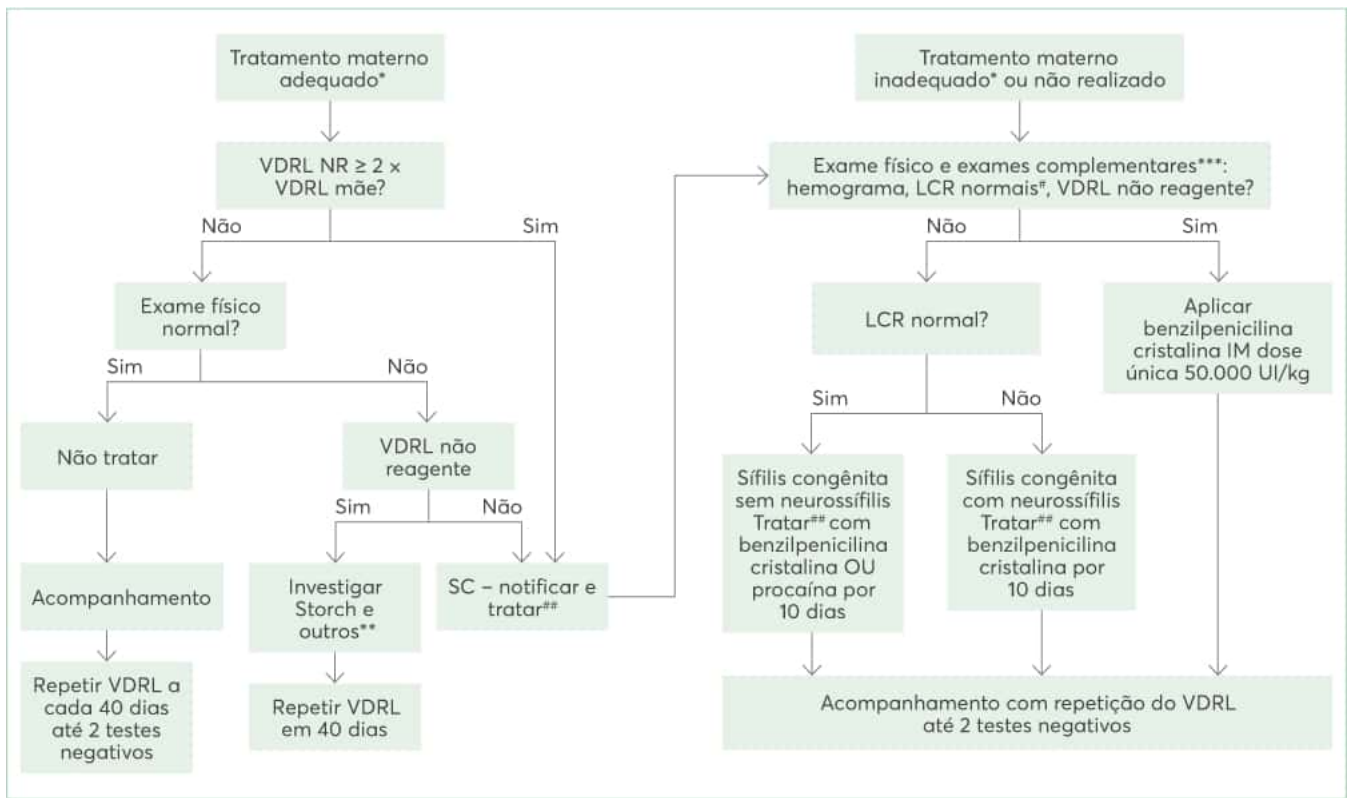 Tratamento materno
adequado*
VDRL NR ≥ 2 ×
VDRL mãe?
Não
Sim
Exame físico
normal?
Sim
Não
Não tratar
VDRL não
reagente
Sim
Não
Acompanhamento
Investigar
Storch e
outros**
SC – notificar e
tratar##
Repetir VDRL a
cada 40 dias
até 2 testes
negativos
Repetir VDRL
em 40 dias
Tratamento materno
inadequado* ou não realizado
Exame físico e exames complementares***:
hemograma, LCR normais#, VDRL não reagente?
Não
Sim
LCR normal?
Aplicar
benzilpenicilina
cristalina IM dose
única 50.000 UI/kg
Sim
Não
Sífilis congênita
sem neurossífilis
Tratar## com
benzilpenicilina
cristalina OU
procaína por
10 dias
Sífilis congênita
com neurossífilis
Tratar## com
benzilpenicilina
cristalina por
10 dias
Acompanhamento com repetição do VDRL
até 2 testes negativos